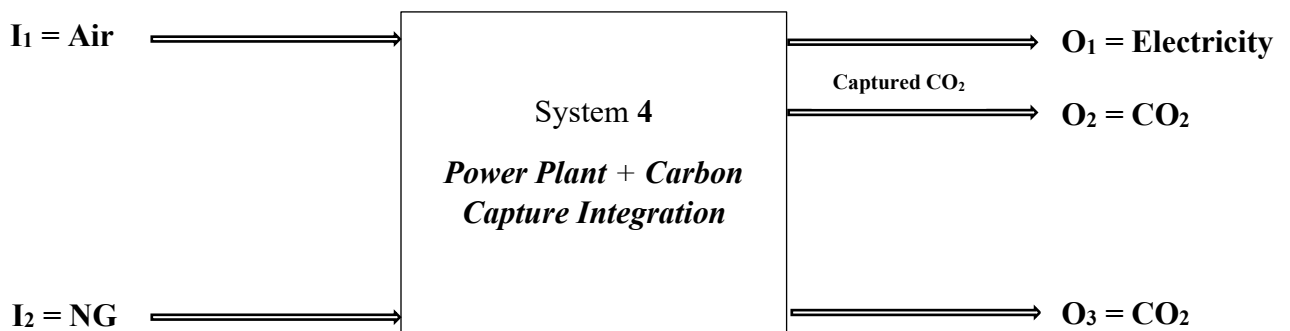 I₁ = Air
O₁ = Electricity
Captured CO₂
System 4
O₂ = CO₂
Power Plant + Carbon
Capture Integration
I₂ = NG
O₃ = CO₂